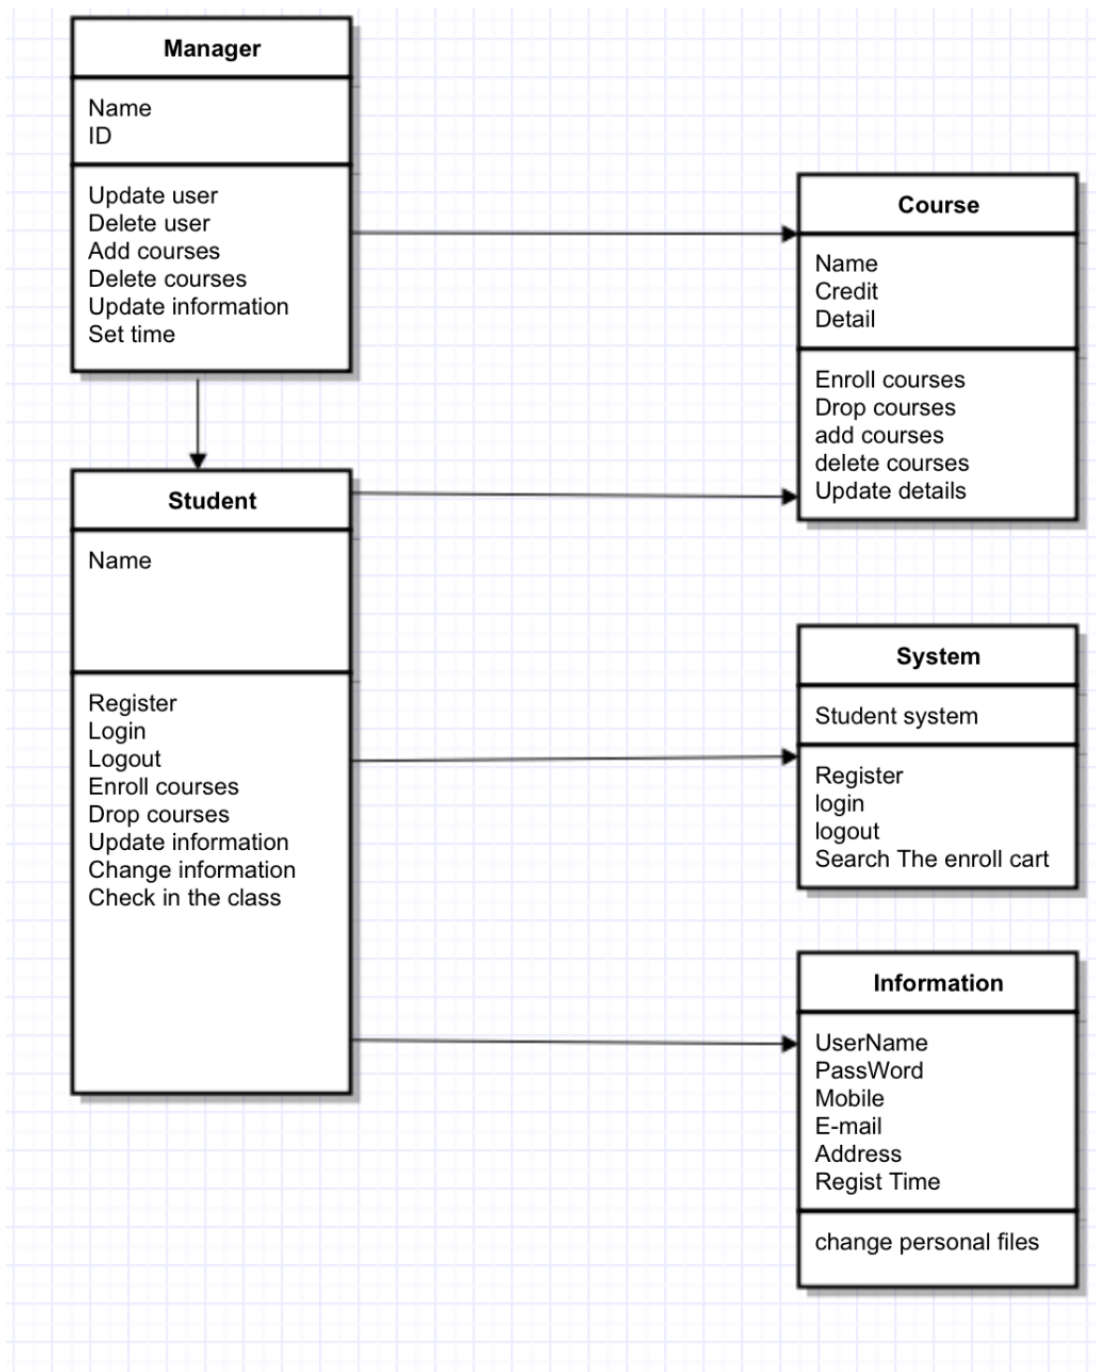 Manager
Name
ID
Update user
Delete user
Add courses
Delete courses
Update information
Set time
Course
Name
Credit
Detail
Enroll courses
Drop courses
add courses
delete courses
Update details
Student
Name
Register
Login
Logout
Enroll courses
Drop courses
Update information
Change information
Check in the class
System
Student system
Register
login
logout
Search The enroll cart
Information
UserName
PassWord
Mobile
E-mail
Address
Regist Time
change personal files